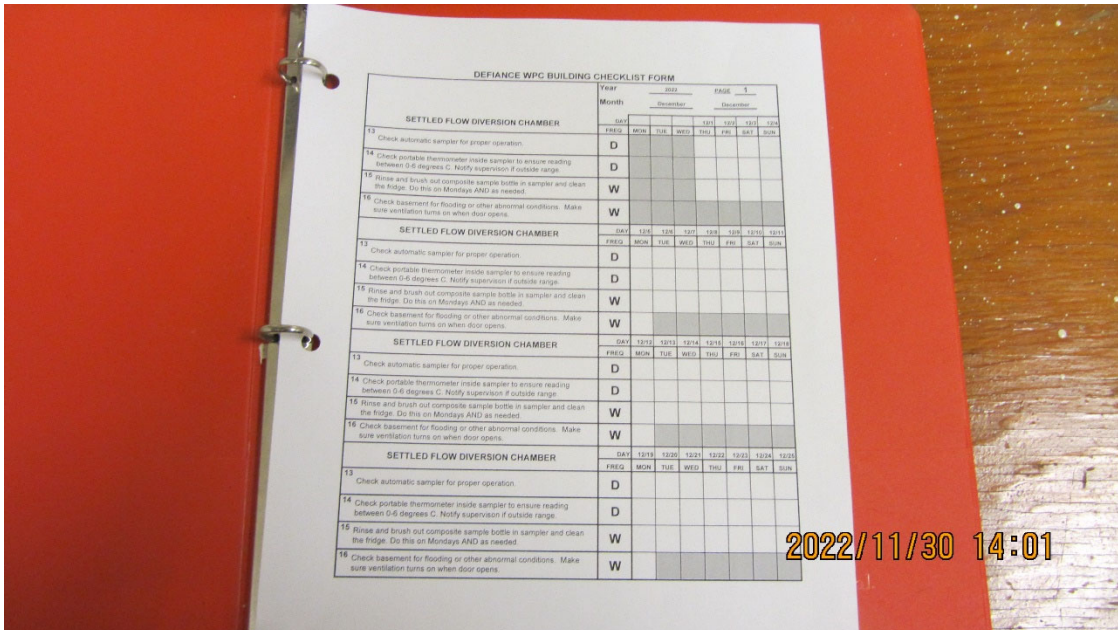 DEFIANCE WPC BUILDING CHECKLIST FORM
Year 2022 PAGE 1
Month December December
SETTLED FLOW DIVERSION CHAMBER DAY 12/1 12/2 12/3 12/4
FREQ MON TUE WED THU FRI SAT SUN
13 Check automatic sampler for proper operation. D
14 Check portable thermometer inside sampler to ensure reading
between 0-6 degrees C. Notify supervison if outside range. D
15 Rinse and brush out composite sample bottle in sampler and clean
the fridge. Do this on Mondays AND as needed. W
16 Check basement for flooding or other abnormal conditions. Make
sure ventilation turns on when door opens. W
SETTLED FLOW DIVERSION CHAMBER DAY 12/5 12/6 12/7 12/8 12/9 12/10 12/11
FREQ MON TUE WED THU FRI SAT SUN
13 Check automatic sampler for proper operation. D
14 Check portable thermometer inside sampler to ensure reading
between 0-6 degrees C. Notify supervison if outside range. D
15 Rinse and brush out composite sample bottle in sampler and clean
the fridge. Do this on Mondays AND as needed. W
16 Check basement for flooding or other abnormal conditions. Make
sure ventilation turns on when door opens. W
SETTLED FLOW DIVERSION CHAMBER DAY 12/12 12/13 12/14 12/15 12/16 12/17 12/18
FREQ MON TUE WED THU FRI SAT SUN
13 Check automatic sampler for proper operation. D
14 Check portable thermometer inside sampler to ensure reading
between 0-6 degrees C. Notify supervison if outside range. D
15 Rinse and brush out composite sample bottle in sampler and clean
the fridge. Do this on Mondays AND as needed. W
16 Check basement for flooding or other abnormal conditions. Make
sure ventilation turns on when door opens. W
SETTLED FLOW DIVERSION CHAMBER DAY 12/19 12/20 12/21 12/22 12/23 12/24 12/25
FREQ MON TUE WED THU FRI SAT SUN
13 Check automatic sampler for proper operation. D
14 Check portable thermometer inside sampler to ensure reading
between 0-6 degrees C. Notify supervison if outside range. D
15 Rinse and brush out composite sample bottle in sampler and clean
the fridge. Do this on Mondays AND as needed. W
16 Check basement for flooding or other abnormal conditions. Make
sure ventilation turns on when door opens. W
2022/11/30 14:01